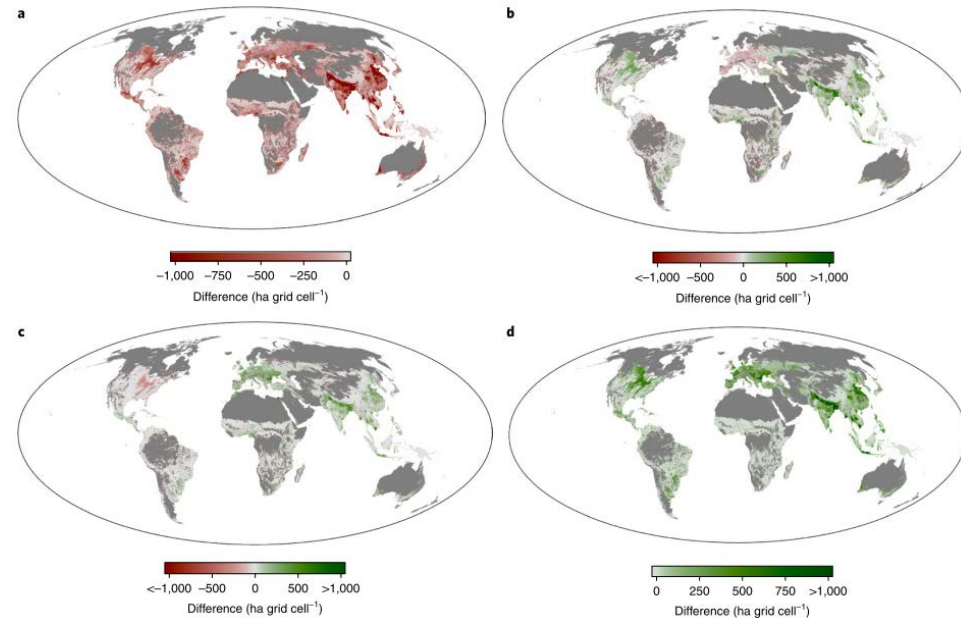 a
b
−1,000 −750 −500 −250 0
Difference (ha grid cell−1)
<−1,000 −500 0 500 >1,000
Difference (ha grid cell−1)
c
d
<−1,000 −500 0 500 >1,000
Difference (ha grid cell−1)
0 250 500 750 >1,000
Difference (ha grid cell−1)